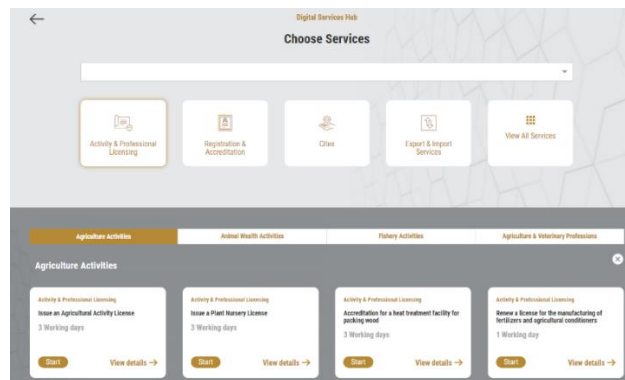 Digital Services Hub
Choose Services
Activity & Professional
Licensing
Registration &
Accreditation
Cites
Export & Import
Services
View All Services
Agriculture Activities
Animal Wealth Activities
Fishery Activities
Agriculture & Veterinary Professions
Agriculture Activities
Activity & Professional Licensing
Issue an Agricultural Activity License
3 Working days
Start
View details →
Activity & Professional Licensing
Issue a Plant Nursery License
3 Working days
Start
View details →
Activity & Professional Licensing
Accreditation for a heat treatment facility for
packing wood
3 Working days
Start
View details →
Activity & Professional Licensing
Renew a license for the manufacturing of
fertilizers and agricultural conditioners
1 Working day
Start
View details →